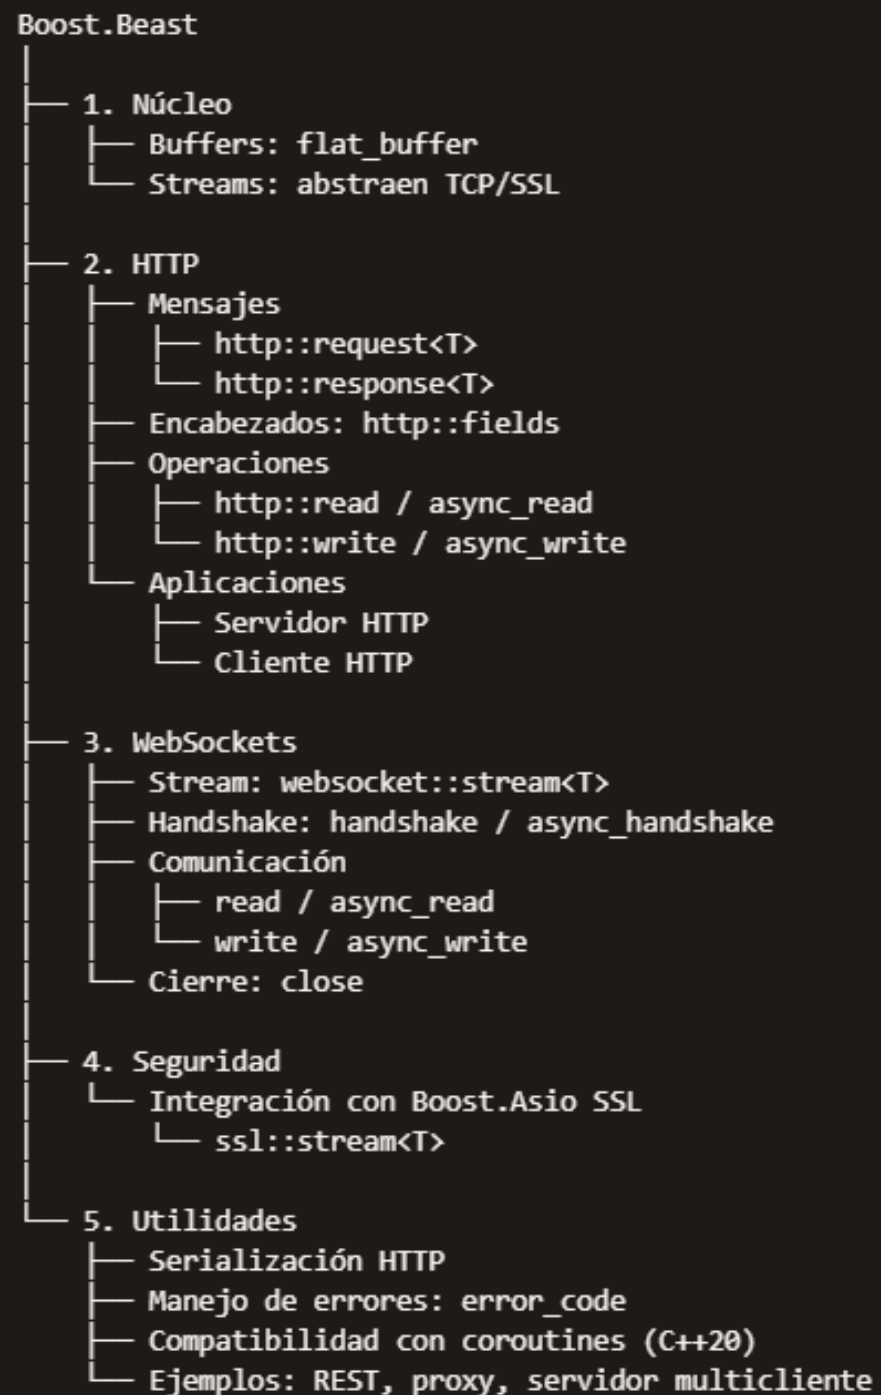 Boost.Beast
│
├── 1. Núcleo
│   ├── Buffers: flat_buffer
│   └── Streams: abstraen TCP/SSL
│
├── 2. HTTP
│   ├── Mensajes
│   │   ├── http::request<T>
│   │   └── http::response<T>
│   ├── Encabezados: http::fields
│   ├── Operaciones
│   │   ├── http::read / async_read
│   │   └── http::write / async_write
│   └── Aplicaciones
│       ├── Servidor HTTP
│       └── Cliente HTTP
│
├── 3. WebSockets
│   ├── Stream: websocket::stream<T>
│   ├── Handshake: handshake / async_handshake
│   ├── Comunicación
│   │   ├── read / async_read
│   │   └── write / async_write
│   └── Cierre: close
│
├── 4. Seguridad
│   └── Integración con Boost.Asio SSL
│       └── ssl::stream<T>
│
└── 5. Utilidades
    ├── Serialización HTTP
    ├── Manejo de errores: error_code
    ├── Compatibilidad con coroutines (C++20)
    └── Ejemplos: REST, proxy, servidor multicliente